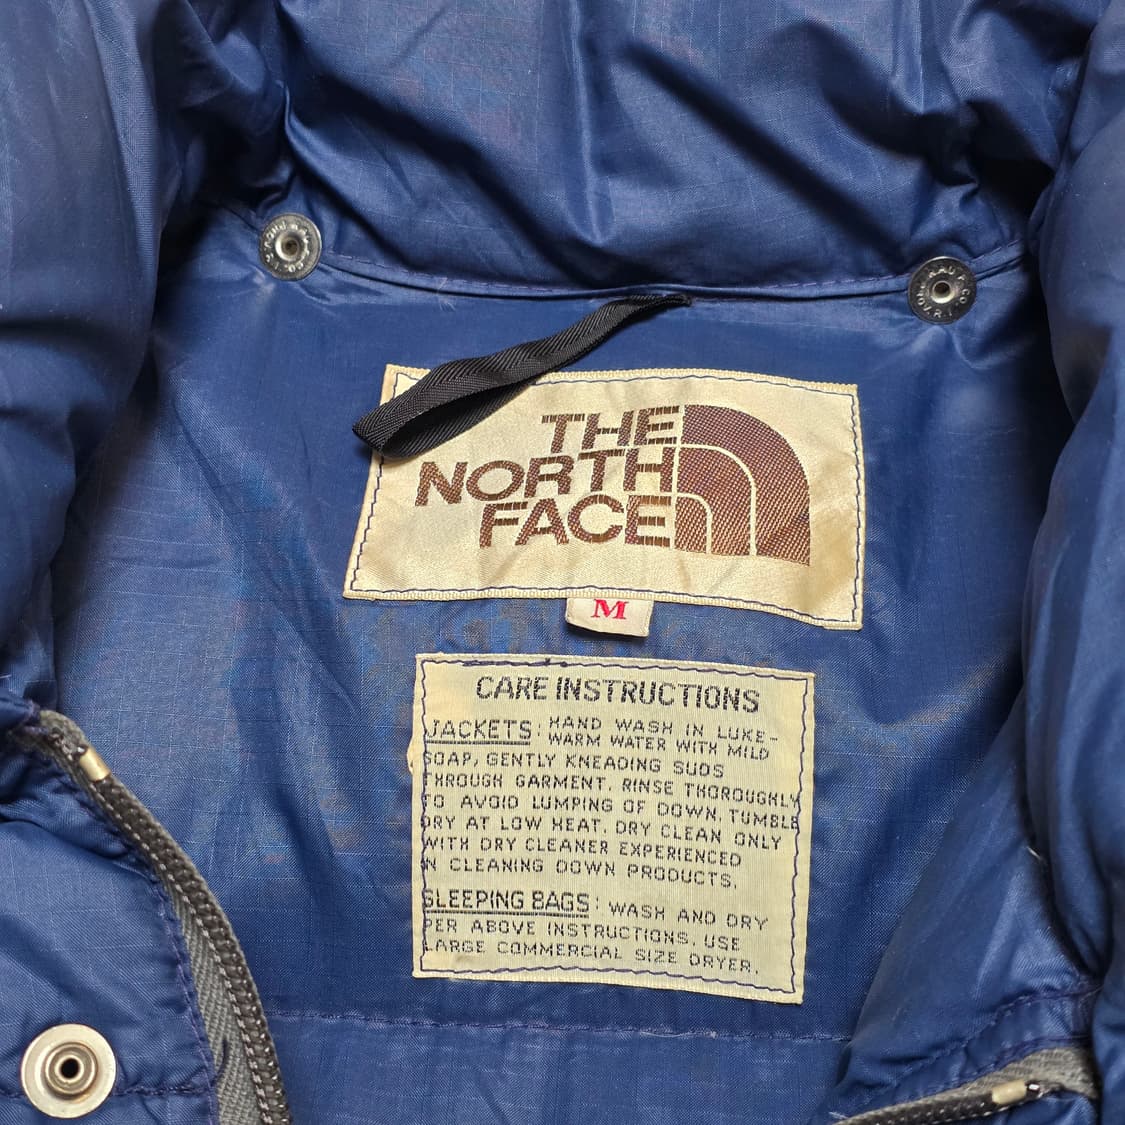 THE
NORTH
FACE
M
CARE INSTRUCTIONS
JACKETS: HAND WASH IN LUKE-
WARM WATER WITH MILD
SOAP, GENTLY KNEADING SUDS
THROUGH GARMENT. RINSE THOROUGHLY
TO AVOID LUMPING OF DOWN. TUMBLE
DRY AT LOW HEAT. DRY CLEAN ONLY
WITH DRY CLEANER EXPERIENCED
IN CLEANING DOWN PRODUCTS.
SLEEPING BAGS: WASH AND DRY
PER ABOVE INSTRUCTIONS. USE
LARGE COMMERCIAL SIZE DRYER.